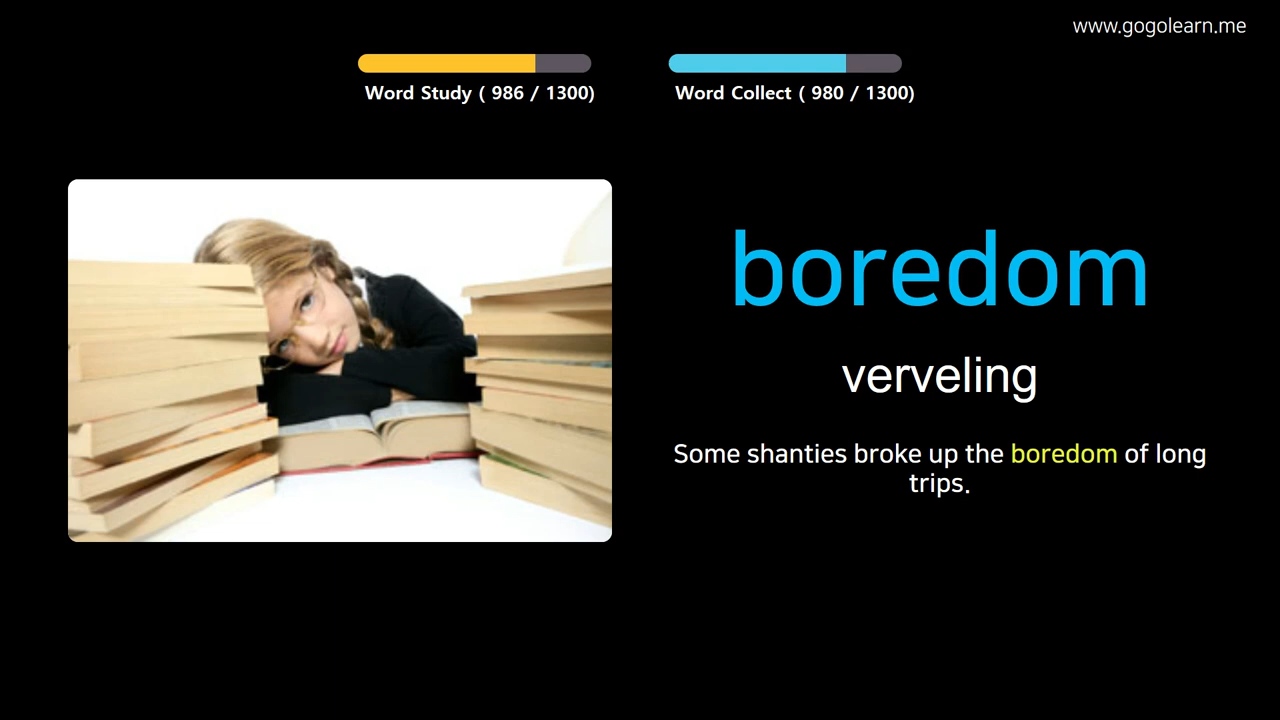 www.gogolearn.me
Word Study ( 986 / 1300)
Word Collect ( 980 / 1300)
boredom
verveling
Some shanties broke up the boredom of long
trips.